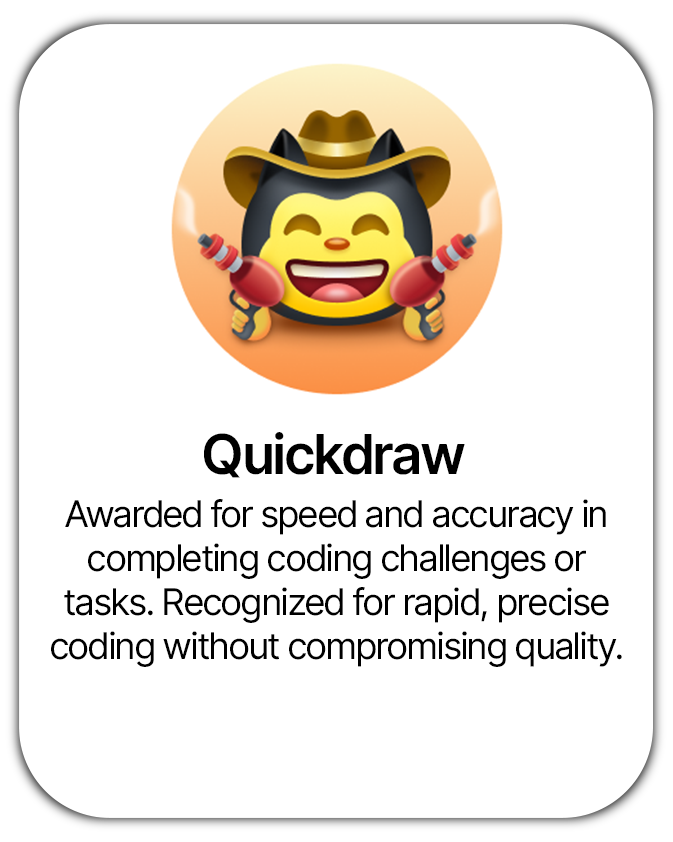 Quickdraw
Awarded for speed and accuracy in
completing coding challenges or
tasks. Recognized for rapid, precise
coding without compromising quality.